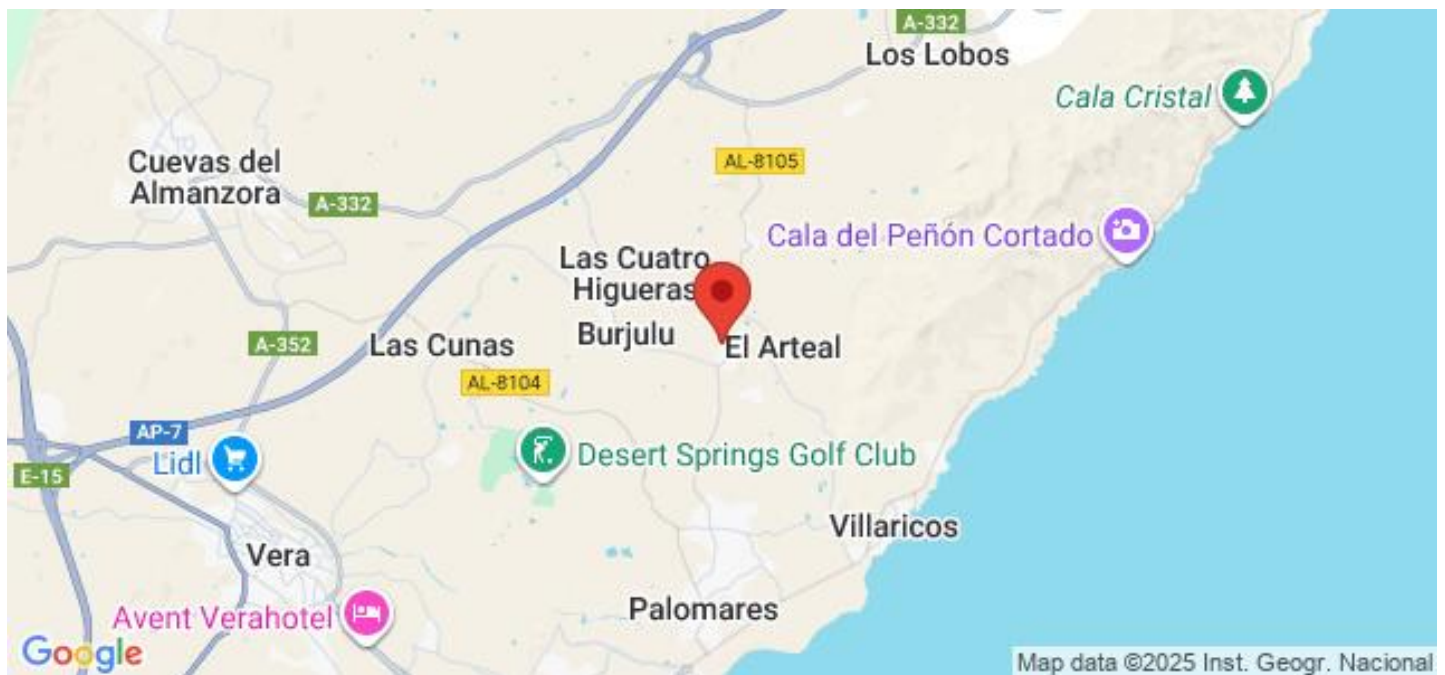 A-332
Los Lobos
Cala Cristal
Cuevas del
Almanzora
AL-8105
A-332
Cala del Peñón Cortado
Las Cuatro
Higueras
Burjulu
El Arteal
A-352
Las Cunas
AL-8104
AP-7
Lidl
Desert Springs Golf Club
E-15
Villaricos
Vera
Palomares
Avent Verahotel
Google
Map data ©2025 Inst. Geogr. Nacional